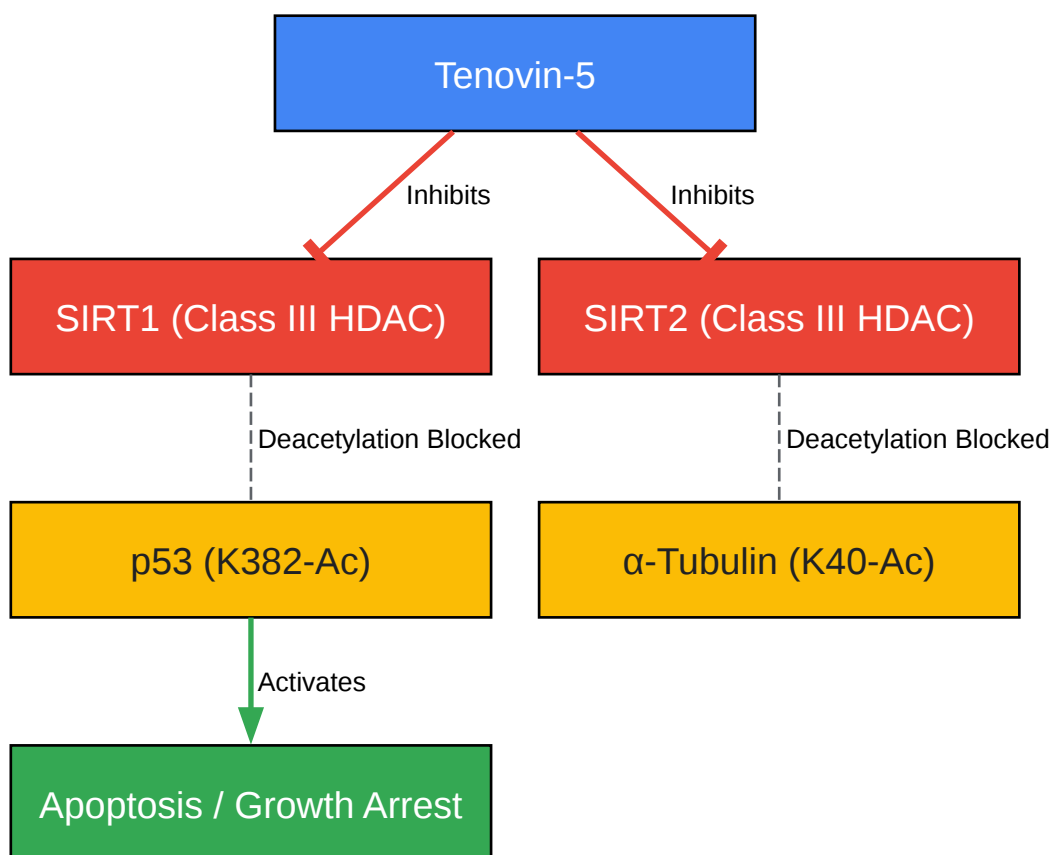 Tenovin-5
Inhibits
Inhibits
SIRT1 (Class III HDAC)
SIRT2 (Class III HDAC)
Deacetylation Blocked
Deacetylation Blocked
p53 (K382-Ac)
α-Tubulin (K40-Ac)
Activates
Apoptosis / Growth Arrest